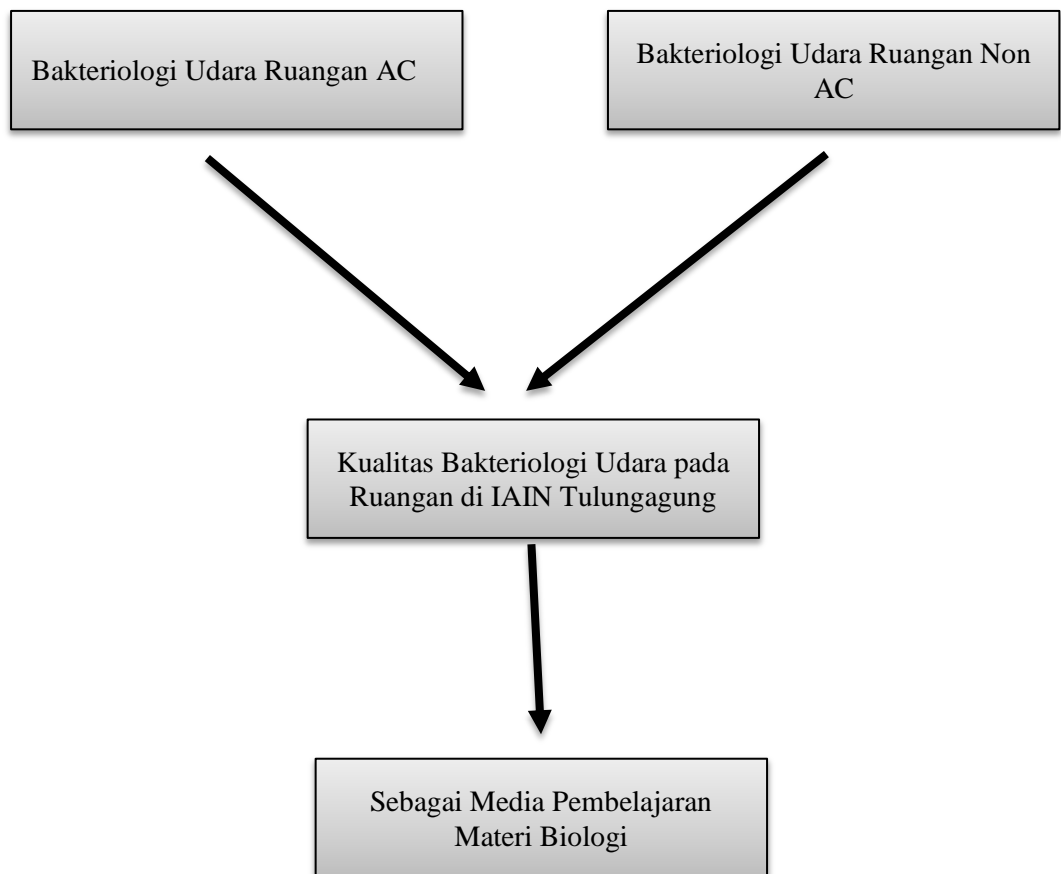 Bakteriologi Udara Ruangan AC
Bakteriologi Udara Ruangan Non
AC
Kualitas Bakteriologi Udara pada
Ruangan di IAIN Tulungagung
Sebagai Media Pembelajaran
Materi Biologi